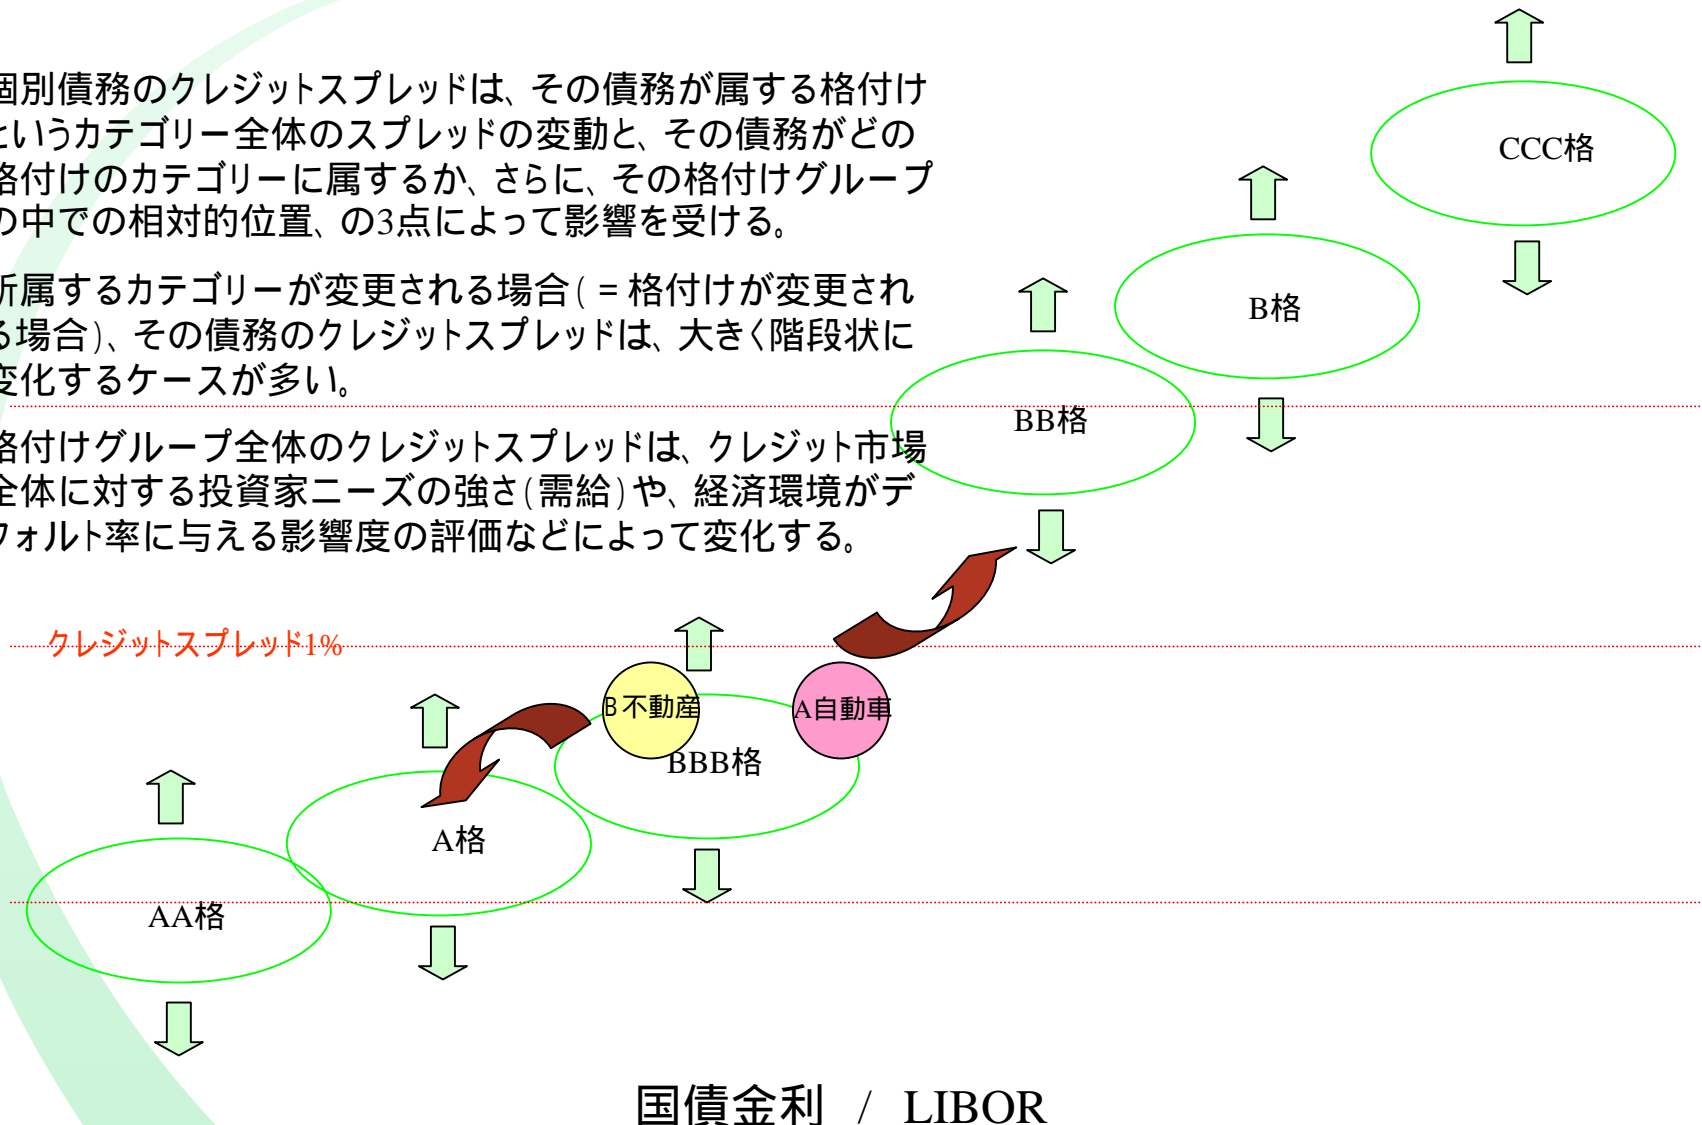 個別債務のクレジットスプレッドは、その債務が属する格付け
というカテゴリー全体のスプレッドの変動と、その債務がどの
格付けのカテゴリーに属するか、さらに、その格付けグループ
の中での相対的位置、の3点によって影響を受ける。
所属するカテゴリーが変更される場合(=格付けが変更され
る場合)、その債務のクレジットスプレッドは、大きく階段状に
変化するケースが多い。
格付けグループ全体のクレジットスプレッドは、クレジット市場
全体に対する投資家ニーズの強さ(需給)や、経済環境がデ
フォルト率に与える影響度の評価などによって変化する。
CCC格
B格
BB格
クレジットスプレッド1%
B不動産
A自動車
BBB格
A格
AA格
国債金利 / LIBOR